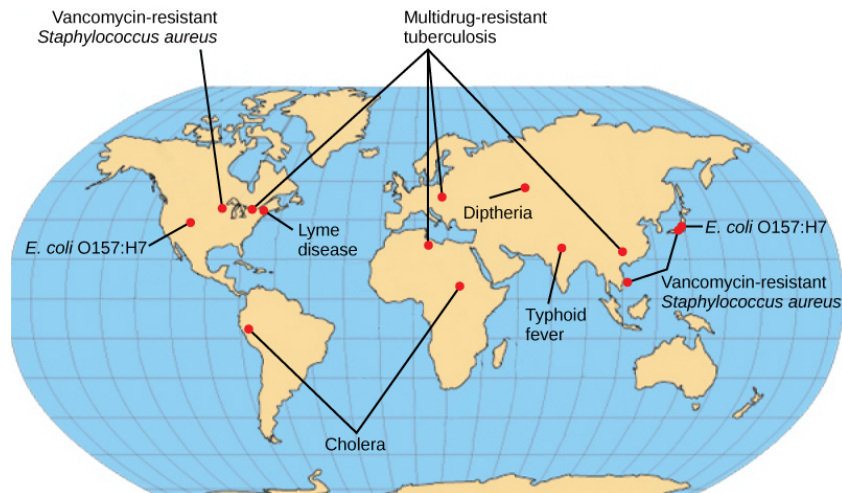 Vancomycin-resistant
Staphylococcus aureus
Multidrug-resistant
tuberculosis
E. coli O157:H7
Lyme
disease
Diptheria
E. coli O157:H7
Vancomycin-resistant
Staphylococcus aureus
Typhoid
fever
Cholera